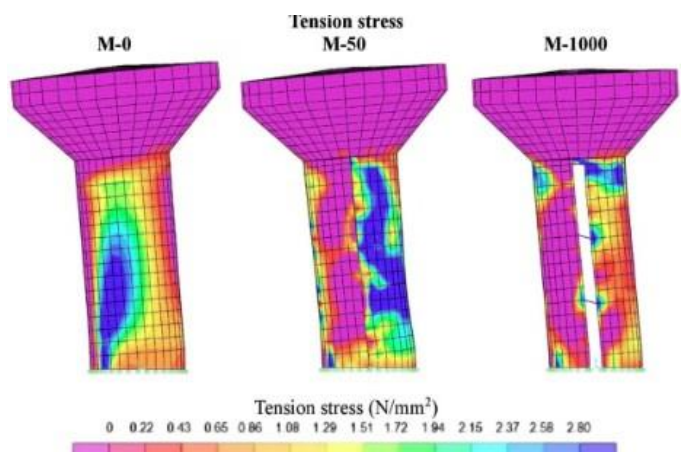 Tension stress
M-0 M-50 M-1000
Tension stress (N/mm²)
0 0.22 0.43 0.65 0.86 1.08 1.29 1.51 1.72 1.94 2.15 2.37 2.58 2.80